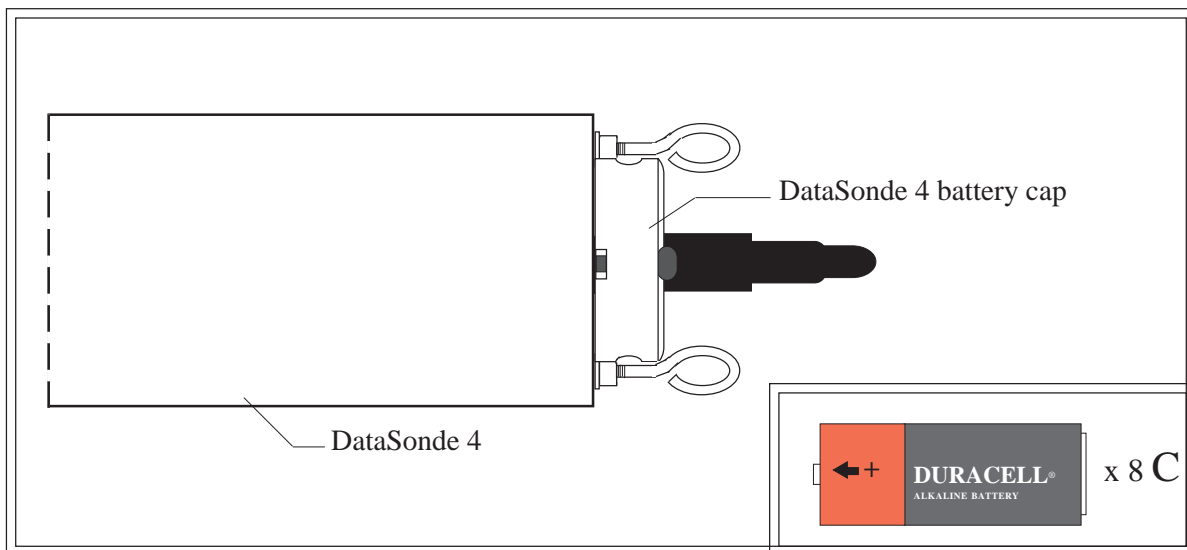 DataSonde 4 battery cap
DataSonde 4
+
DURACELL®
ALKALINE BATTERY
x 8 C